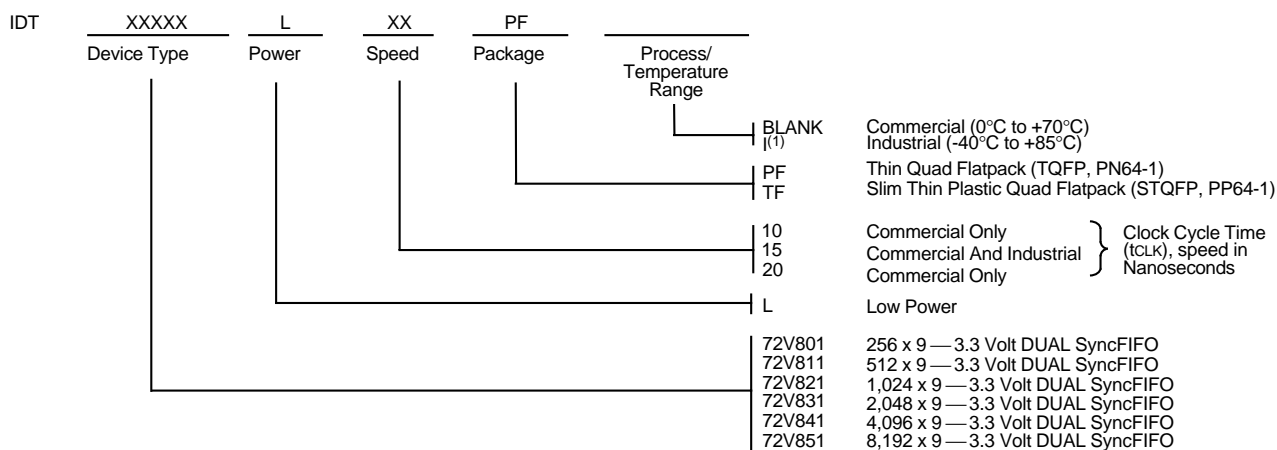 IDT XXXXX L XX PF
Device Type Power Speed Package Process/
Temperature
Range
BLANK Commercial (0°C to +70°C)
I(1) Industrial (-40°C to +85°C)
PF Thin Quad Flatpack (TQFP, PN64-1)
TF Slim Thin Plastic Quad Flatpack (STQFP, PP64-1)
10 Commercial Only
15 Commercial And Industrial
20 Commercial Only
Clock Cycle Time
(tCLK), speed in
Nanoseconds
L Low Power
72V801 256 x 9 — 3.3 Volt DUAL SyncFIFO
72V811 512 x 9 — 3.3 Volt DUAL SyncFIFO
72V821 1,024 x 9 — 3.3 Volt DUAL SyncFIFO
72V831 2,048 x 9 — 3.3 Volt DUAL SyncFIFO
72V841 4,096 x 9 — 3.3 Volt DUAL SyncFIFO
72V851 8,192 x 9 — 3.3 Volt DUAL SyncFIFO